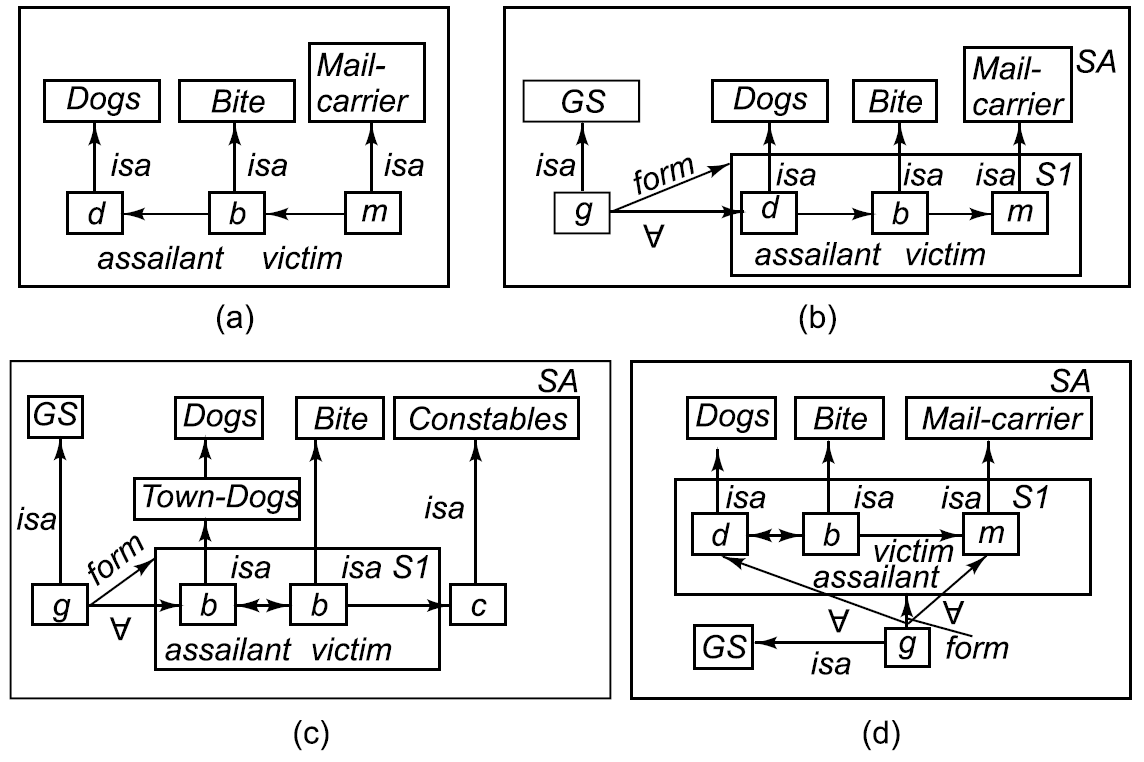 Dogs
Bite
Mail-
carrier
isa
isa
isa
d
b
m
assailant
victim
(a)
SA
GS
Dogs
Bite
Mail-
carrier
isa
form
isa
isa
isa
S1
g
∀
d
b
m
assailant
victim
(b)
SA
GS
Dogs
Bite
Constables
Town-Dogs
isa
isa
form
isa
isa
S1
g
∀
b
b
c
assailant
victim
(c)
SA
Dogs
Bite
Mail-carrier
isa
isa
isa
S1
d
b
m
victim
assailant
∀
∀
GS
isa
g
form
(d)